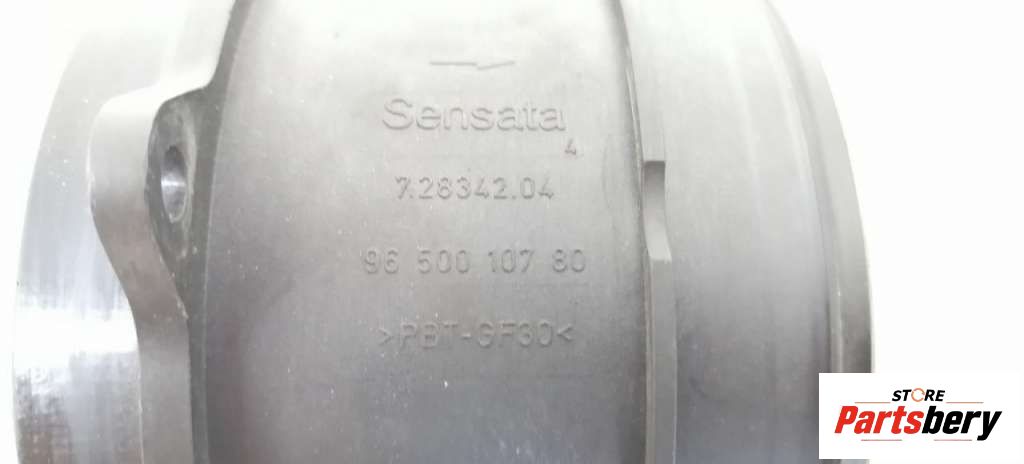 Sensata
4
7.28342.04
96 500 107 80
>PBT-GF30<
STORE
Partsbery